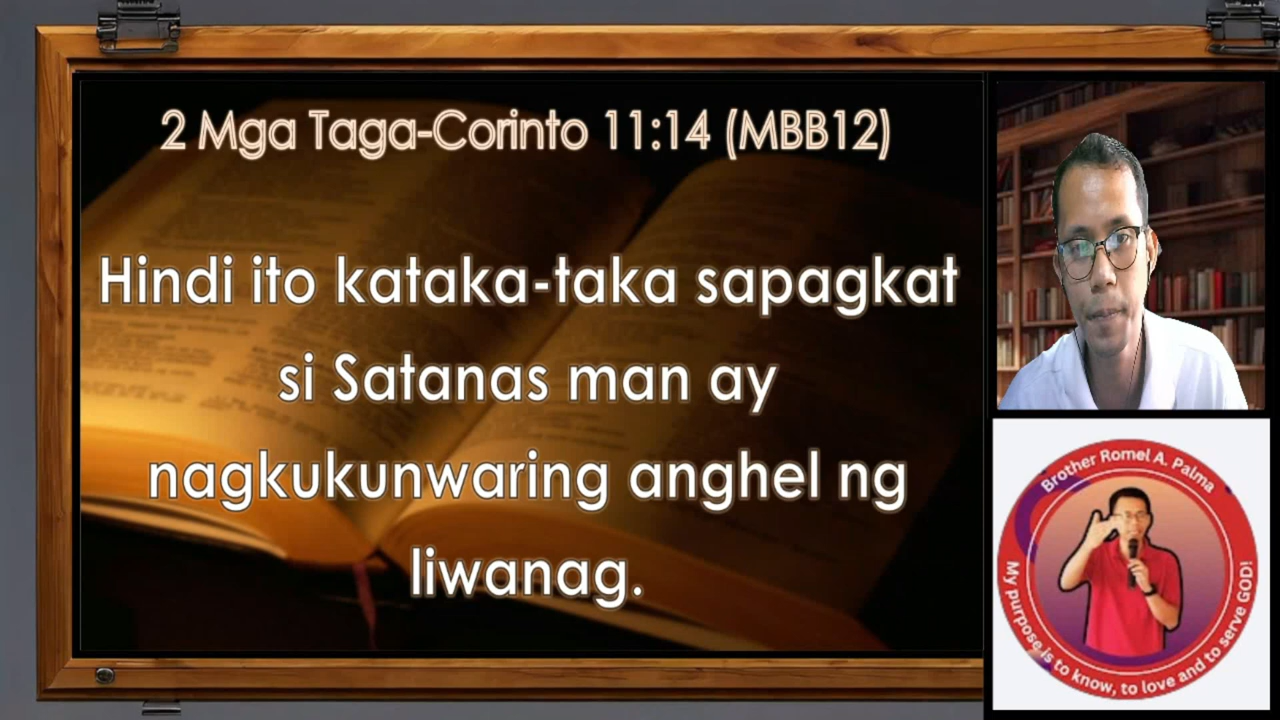 2 Mga Taga-Corinto 11:14 (MBB12)
Hindi ito kataka-taka sapagkat
si Satanas man ay
nagkukunwaring anghel ng
liwanag.
Brother Romel A. Palma
My purpose is to know, to love and to serve GOD!